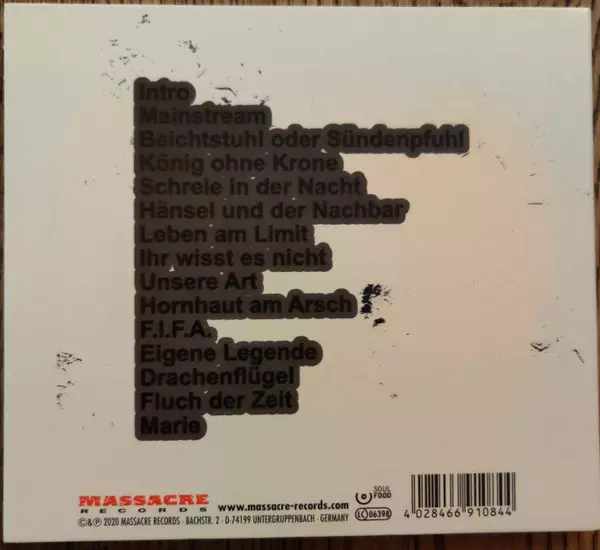 Intro
Mainstream
Beichtstuhl oder Sündenpfuhl
König ohne Krone
Schreie in der Nacht
Hänsel und der Nachbar
Leben am Limit
Ihr wisst es nicht
Unsere Art
Hornhaut am Arsch
F.I.F.A.
Eigene Legende
Drachenflügel
Fluch der Zeit
Marie
MASSACRE
RECORDS
www.massacre-records.com
©&℗ 2020 MASSACRE RECORDS · BACHSTR. 2 · D-74199 UNTERGRUPPENBACH · GERMANY
SOUL
FOOD
LC 06398
4 028466 910844